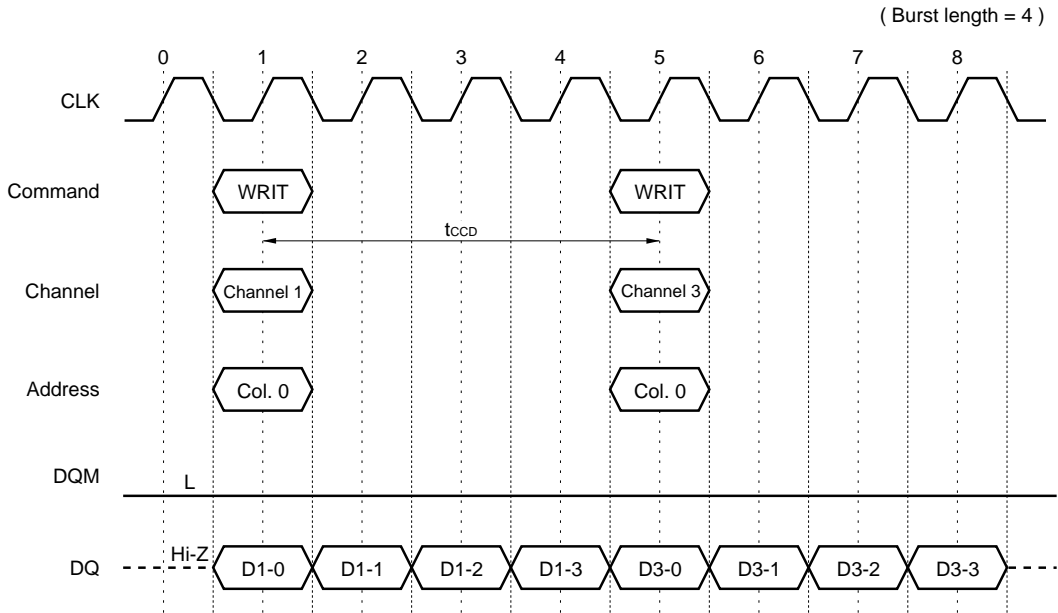 ( Burst length = 4 )
0 1 2 3 4 5 6 7 8
CLK
Command WRIT WRIT
tCCD
Channel Channel 1 Channel 3
Address Col. 0 Col. 0
DQM L
DQ Hi-Z D1-0 D1-1 D1-2 D1-3 D3-0 D3-1 D3-2 D3-3